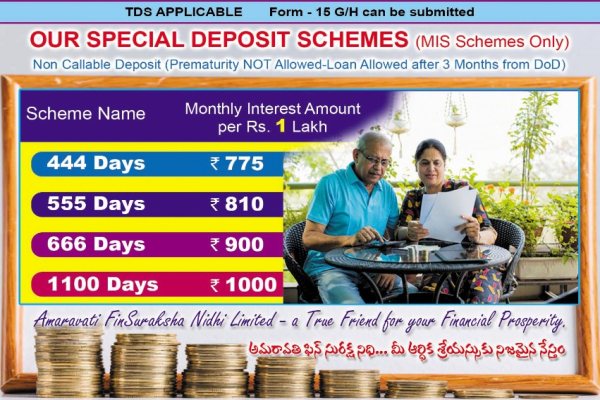 TDS APPLICABLE Form - 15 G/H can be submitted
OUR SPECIAL DEPOSIT SCHEMES (MIS Schemes Only)
Non Callable Deposit (Prematurity NOT Allowed-Loan Allowed after 3 Months from DoD)
Scheme Name
Monthly Interest Amount
per Rs. 1 Lakh
444 Days ₹ 775
555 Days ₹ 810
666 Days ₹ 900
1100 Days ₹ 1000
Amaravati FinSuraksha Nidhi Limited - a True Friend for your Financial Prosperity.
అమరావతి ఫిన్ సురక్ష నిధి... మీ ఆర్థిక శ్రేయస్సుకు నిజమైన నేస్తం